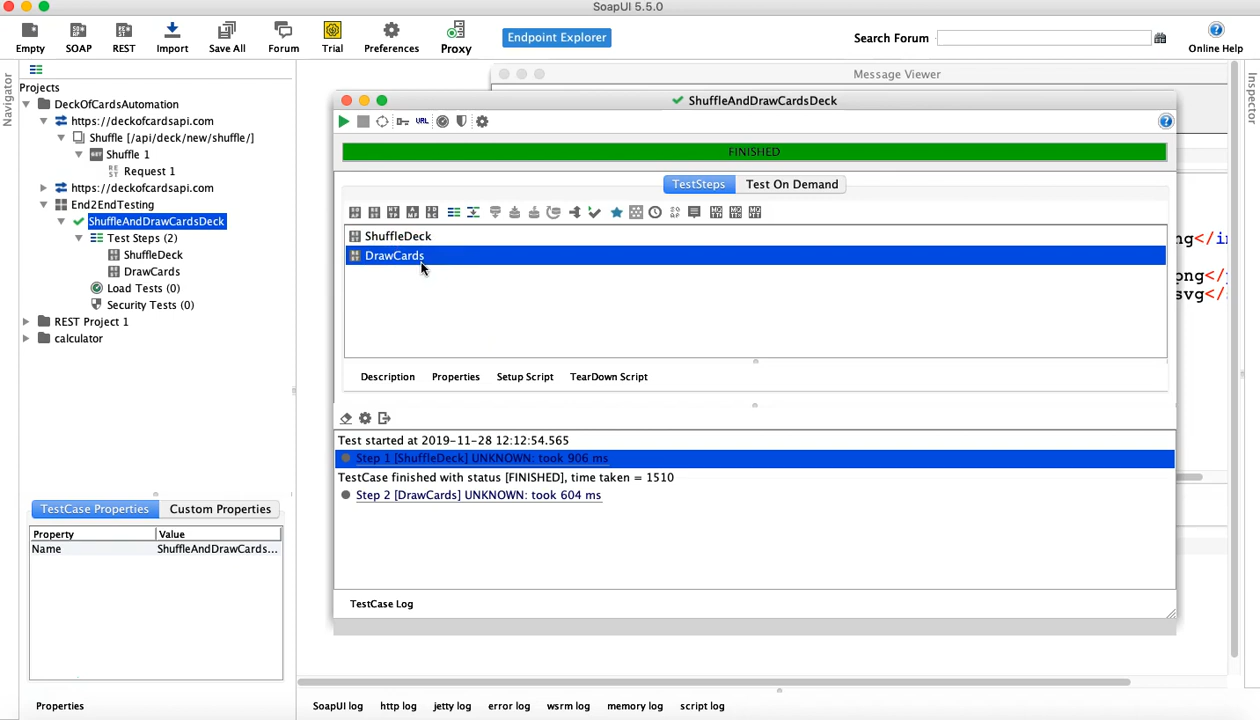 SoapUI 5.5.0
Empty SOAP REST Import Save All Forum Trial Preferences Proxy Endpoint Explorer Search Forum Online Help
Navigator
Inspector
Projects
DeckOfCardsAutomation
https://deckofcardsapi.com
Shuffle [/api/deck/new/shuffle/]
Shuffle 1
Request 1
https://deckofcardsapi.com
End2EndTesting
ShuffleAndDrawCardsDeck
Test Steps (2)
ShuffleDeck
DrawCards
Load Tests (0)
Security Tests (0)
REST Project 1
calculator
TestCase Properties Custom Properties
Property Value
Name ShuffleAndDrawCards...
Properties
Message Viewer
ShuffleAndDrawCardsDeck
URL
FINISHED
TestSteps Test On Demand
ShuffleDeck
DrawCards
Description Properties Setup Script TearDown Script
Test started at 2019-11-28 12:12:54.565
Step 1 [ShuffleDeck] UNKNOWN: took 906 ms
TestCase finished with status [FINISHED], time taken = 1510
Step 2 [DrawCards] UNKNOWN: took 604 ms
TestCase Log
ng</i
png</
svg</
SoapUI log http log jetty log error log wsrm log memory log script log